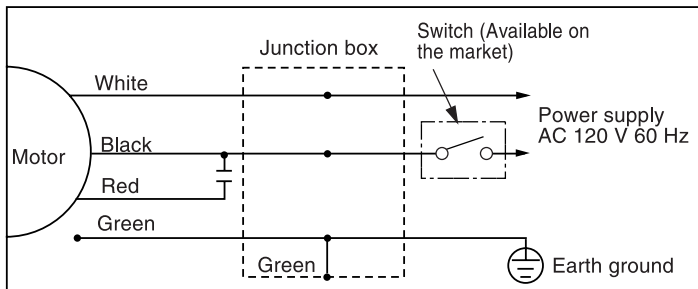 Switch (Available on
the market)
Junction box
White
Power supply
AC 120 V 60 Hz
Motor
Black
Red
Green
Green
Earth ground